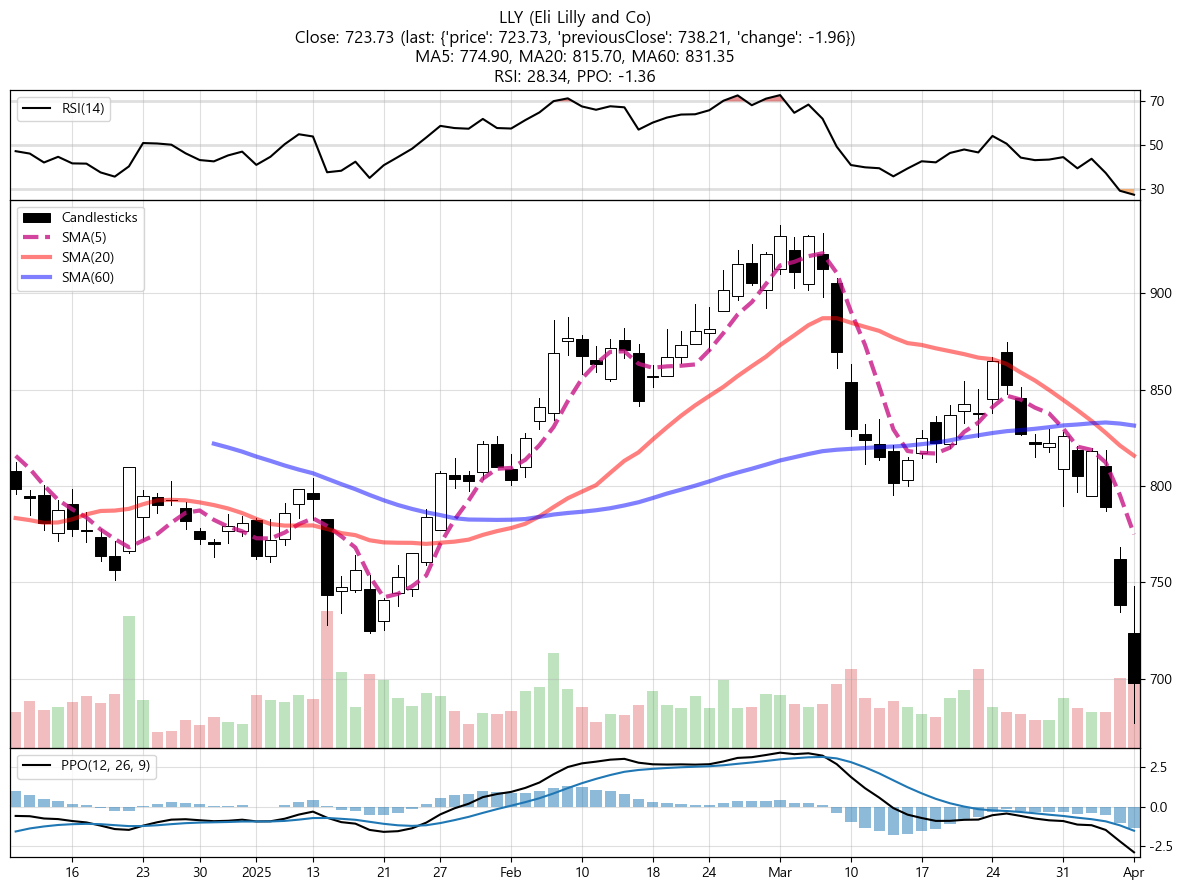 LLY (Eli Lilly and Co)
Close: 723.73 (last: {'price': 723.73, 'previousClose': 738.21, 'change': -1.96})
MA5: 774.90, MA20: 815.70, MA60: 831.35
RSI: 28.34, PPO: -1.36
RSI(14)
70
50
30
Candlesticks
SMA(5)
SMA(20)
SMA(60)
900
850
800
750
700
PPO(12, 26, 9)
2.5
0.0
-2.5
16 23 30 2025 13 21 27 Feb 10 18 24 Mar 10 17 24 31 Apr